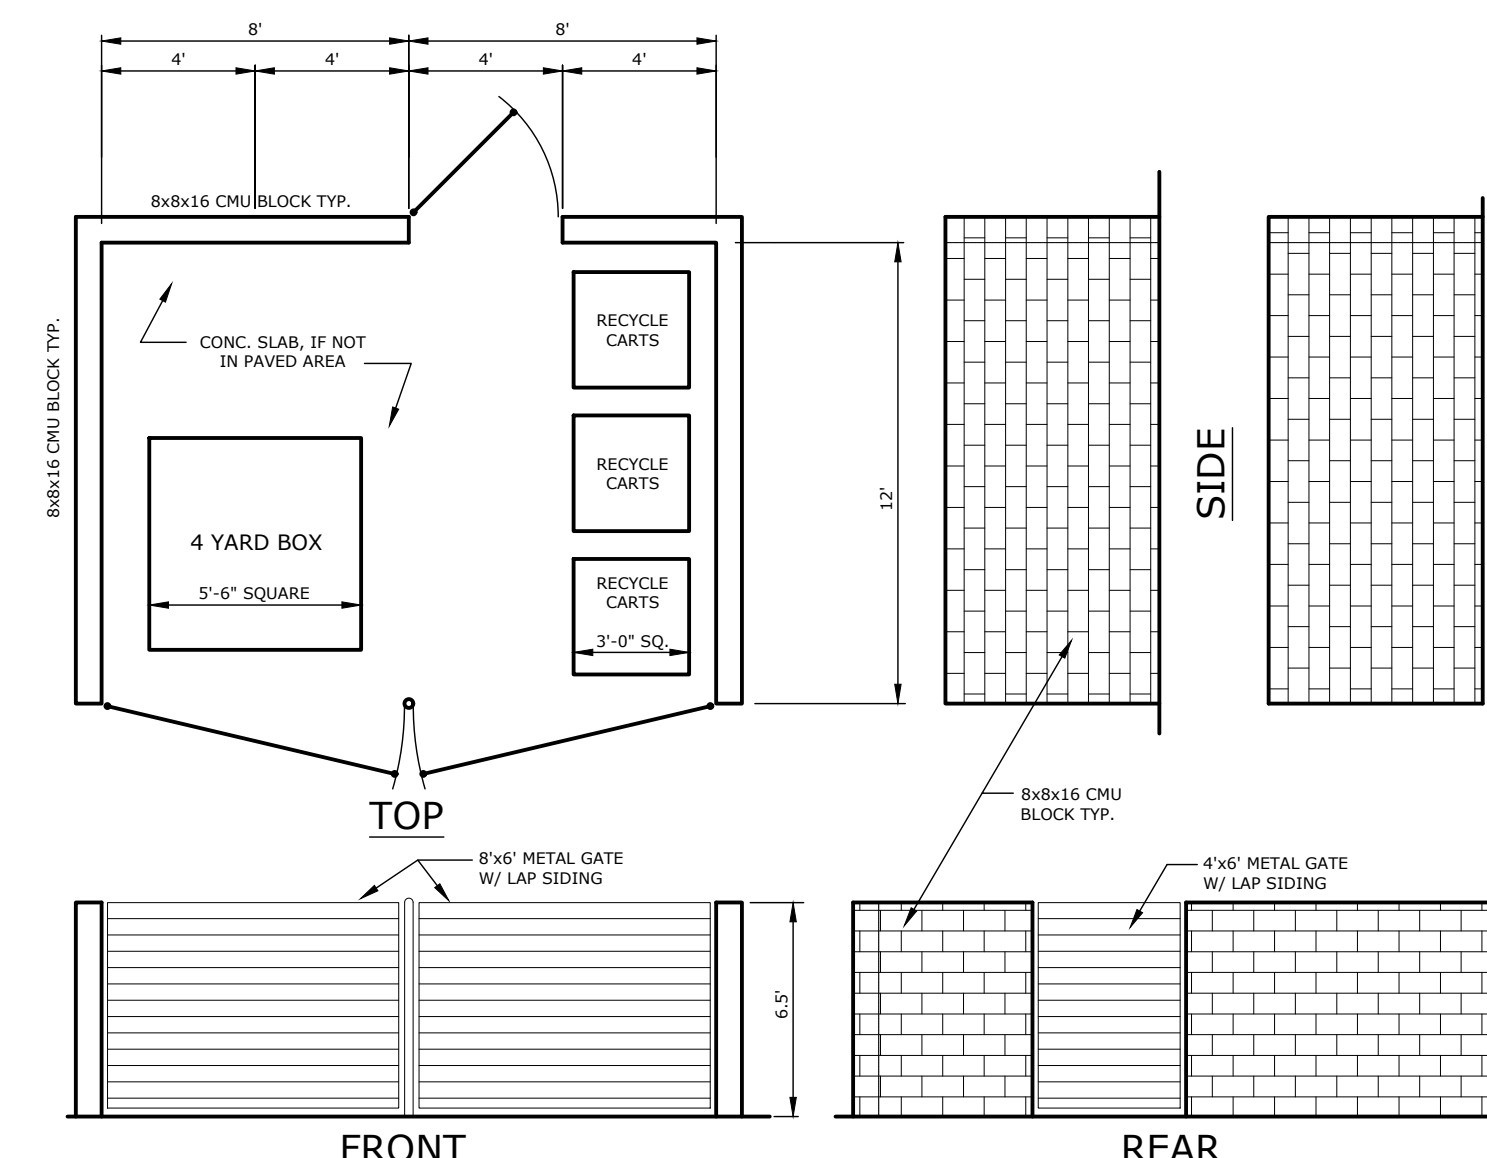 8'
8'
4'
4'
4'
4'
8x8x16 CMU BLOCK TYP.
8x8x16 CMU BLOCK TYP.
CONC. SLAB, IF NOT
IN PAVED AREA
RECYCLE
CARTS
RECYCLE
CARTS
RECYCLE
CARTS
3'-0" SQ.
4 YARD BOX
5'-6" SQUARE
12'
SIDE
TOP
8x8x16 CMU
BLOCK TYP.
8'x6' METAL GATE
W/ LAP SIDING
4'x6' METAL GATE
W/ LAP SIDING
6.5'
FRONT
REAR